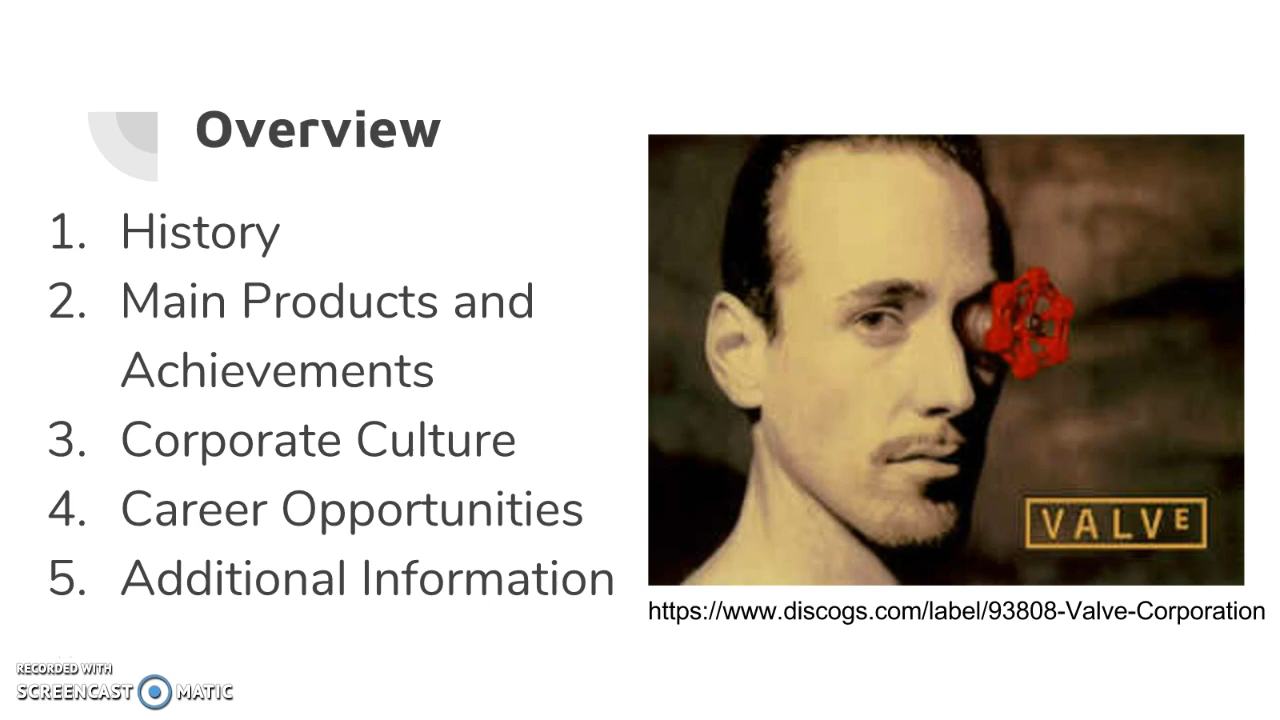 Overview
1. History
2. Main Products and
Achievements
3. Corporate Culture
4. Career Opportunities
5. Additional Information
VALVE
https://www.discogs.com/label/93808-Valve-Corporation
RECORDED WITH
SCREENCAST MATIC